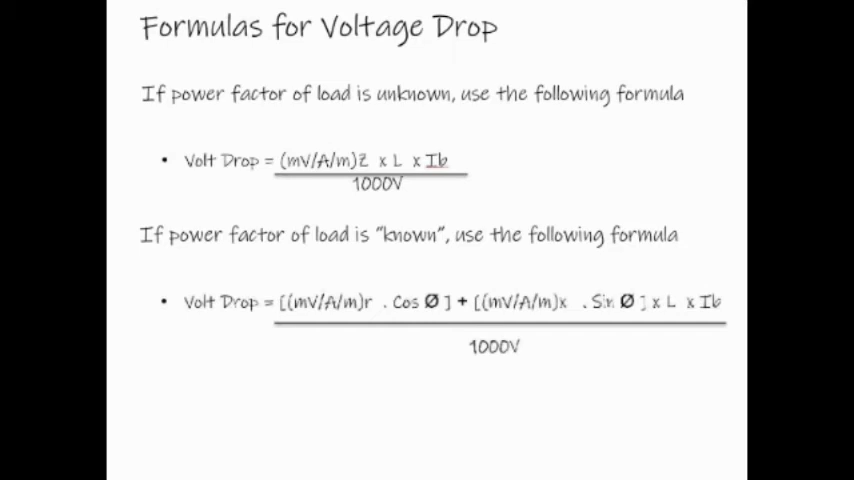 Formulas for Voltage Drop
If power factor of load is unknown, use the following formula
• Volt Drop = (mV/A/m)Z x L x Ib
1000V
If power factor of load is "known", use the following formula
• Volt Drop = [(mV/A/m)r . Cos Ø ] + [(mV/A/m)x . Sin Ø ] x L x Ib
1000V